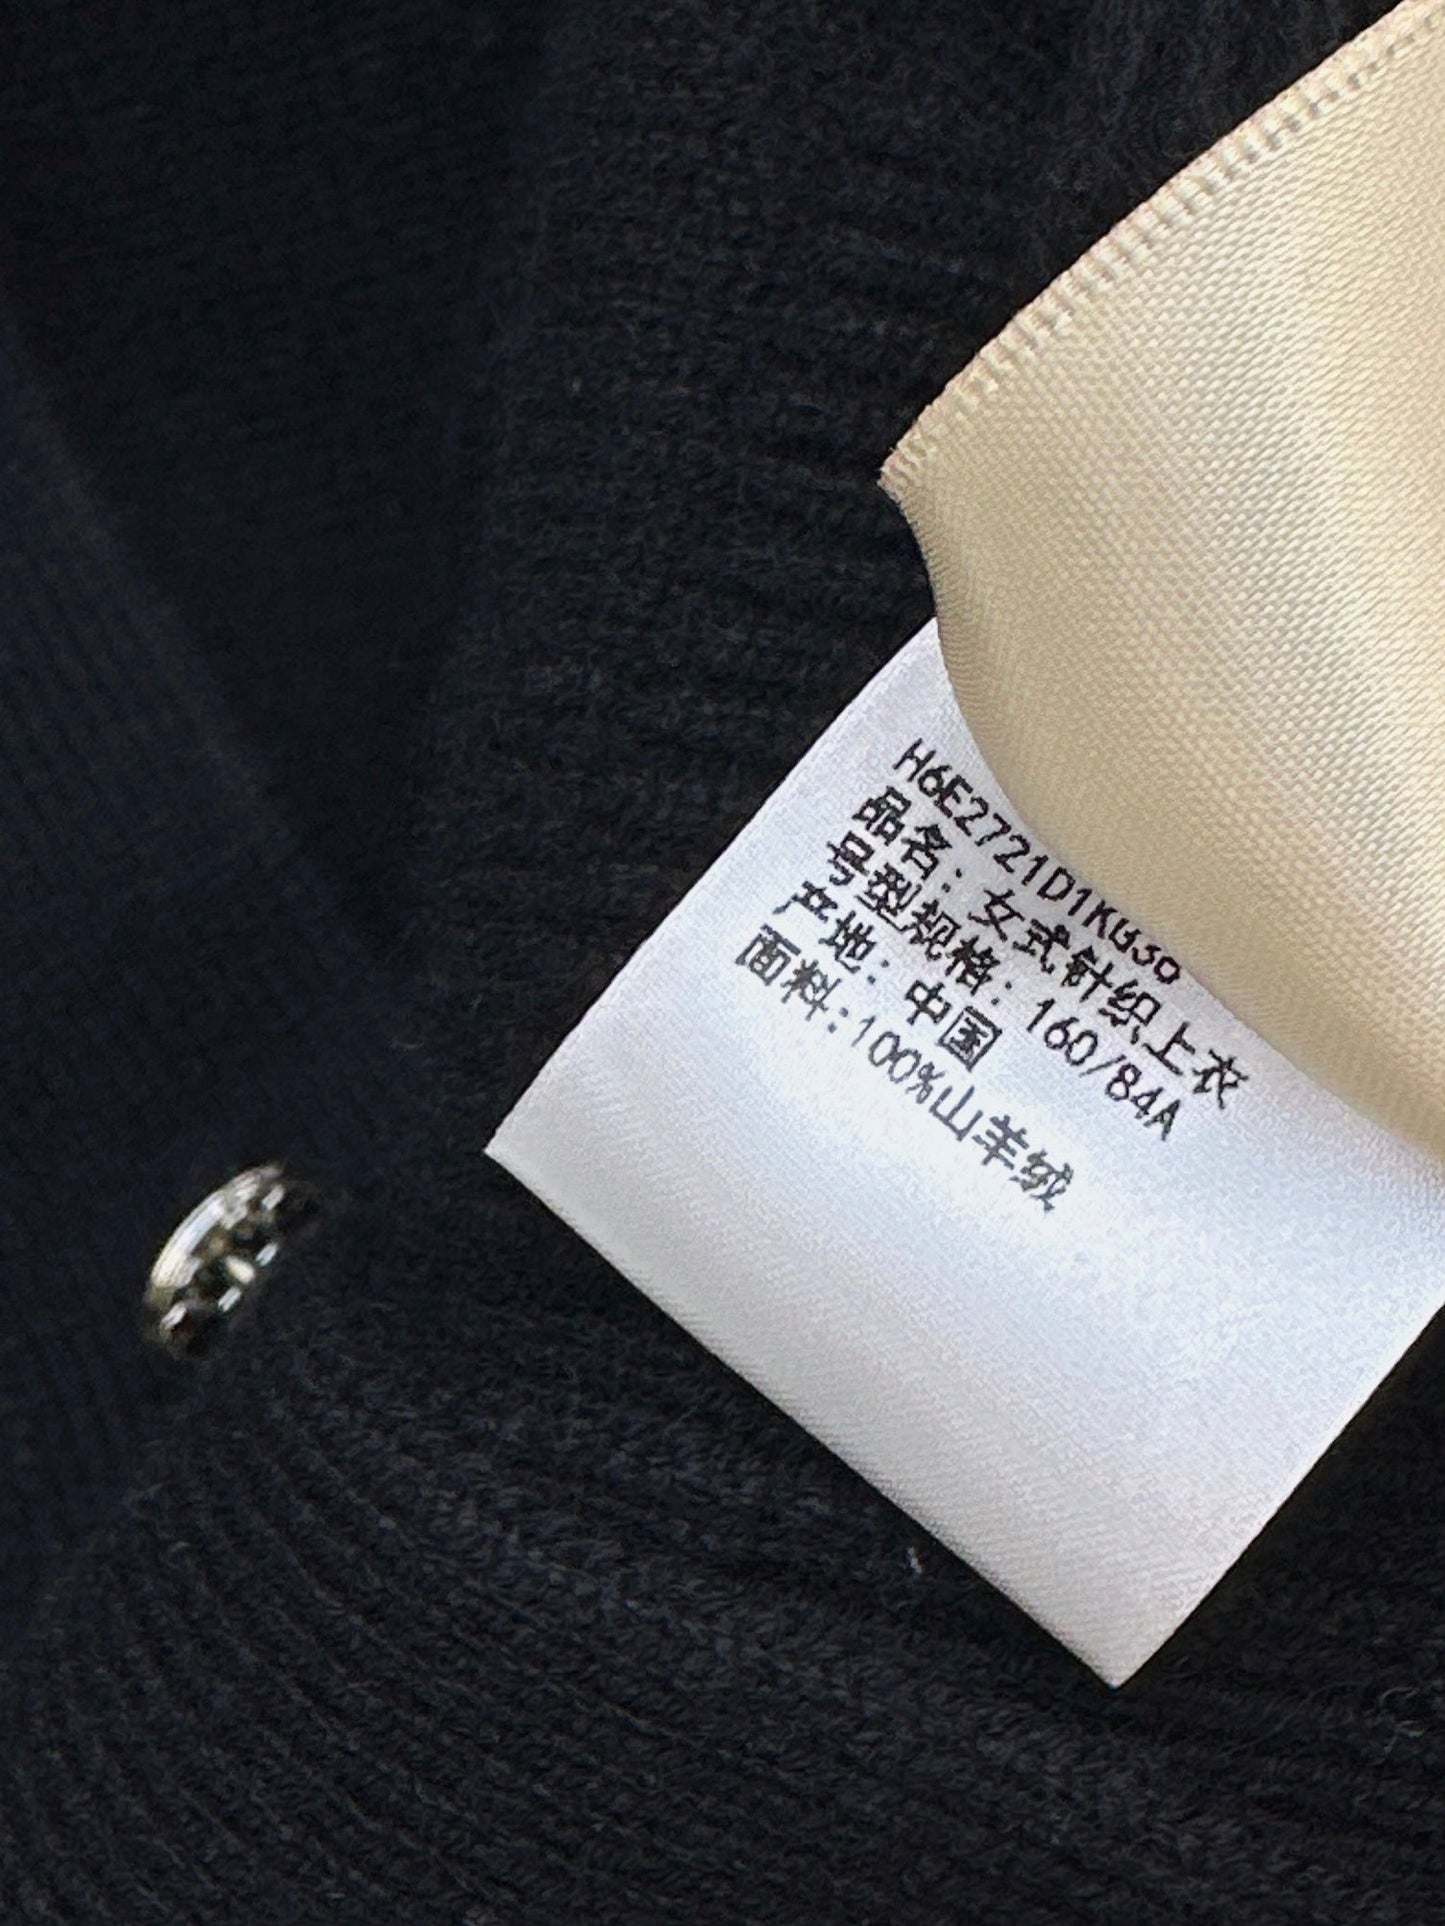 H6E2721D1KG30
品名：女式针织上衣
号型规格：160/84A
产地：中国
面料:100%山羊绒